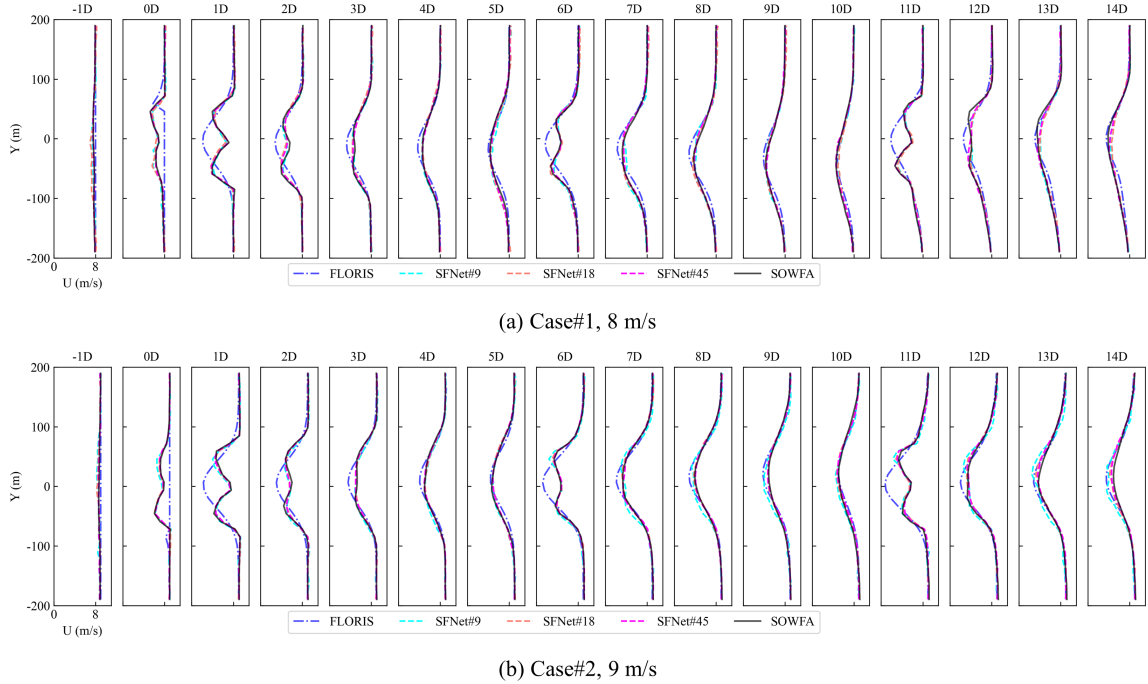 -1D 0D 1D 2D 3D 4D 5D 6D 7D 8D 9D 10D 11D 12D 13D 14D
200
100
Y (m)
0
-100
-200
0 8
U (m/s)
FLORIS SFNet#9 SFNet#18 SFNet#45 SOWFA
(a) Case#1, 8 m/s
-1D 0D 1D 2D 3D 4D 5D 6D 7D 8D 9D 10D 11D 12D 13D 14D
200
100
Y (m)
0
-100
-200
0 8
U (m/s)
FLORIS SFNet#9 SFNet#18 SFNet#45 SOWFA
(b) Case#2, 9 m/s